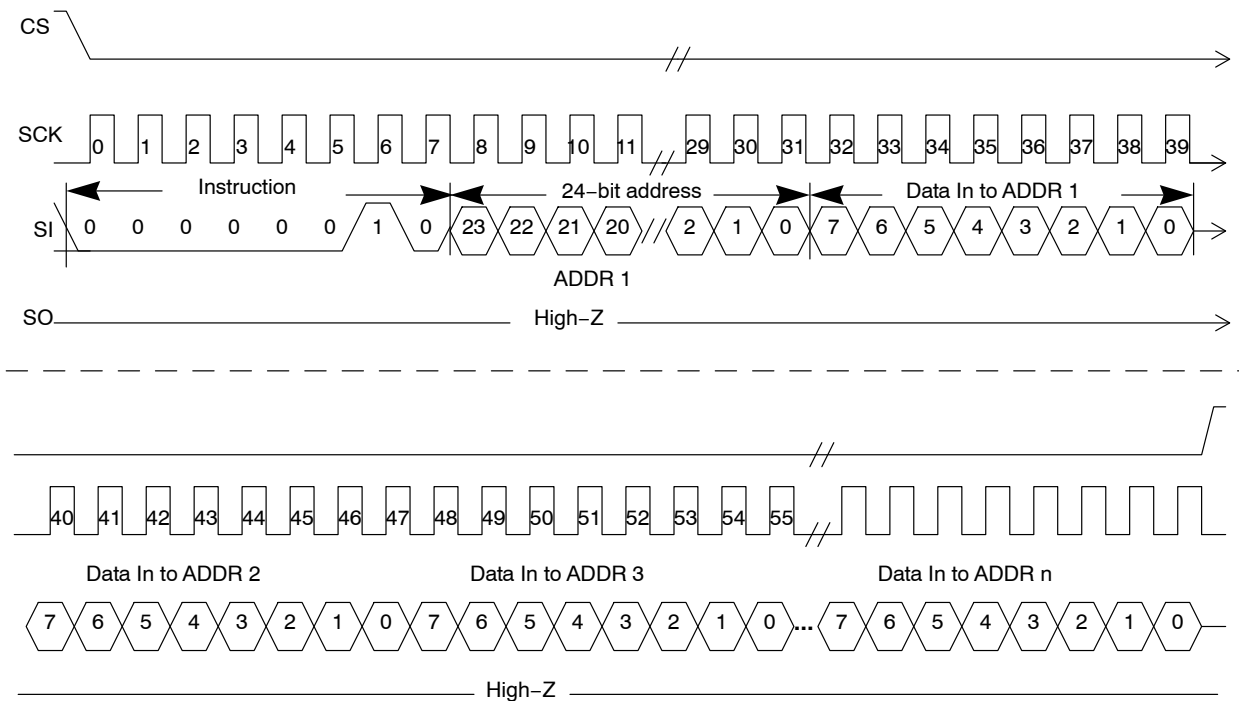 CS
SCK
0 1 2 3 4 5 6 7 8 9 10 11 29 30 31 32 33 34 35 36 37 38 39
Instruction 24−bit address Data In to ADDR 1
SI
0 0 0 0 0 0 1 0 23 22 21 20 2 1 0 7 6 5 4 3 2 1 0
ADDR 1
SO High−Z
40 41 42 43 44 45 46 47 48 49 50 51 52 53 54 55
Data In to ADDR 2 Data In to ADDR 3 Data In to ADDR n
7 6 5 4 3 2 1 0 7 6 5 4 3 2 1 0 ... 7 6 5 4 3 2 1 0
High−Z